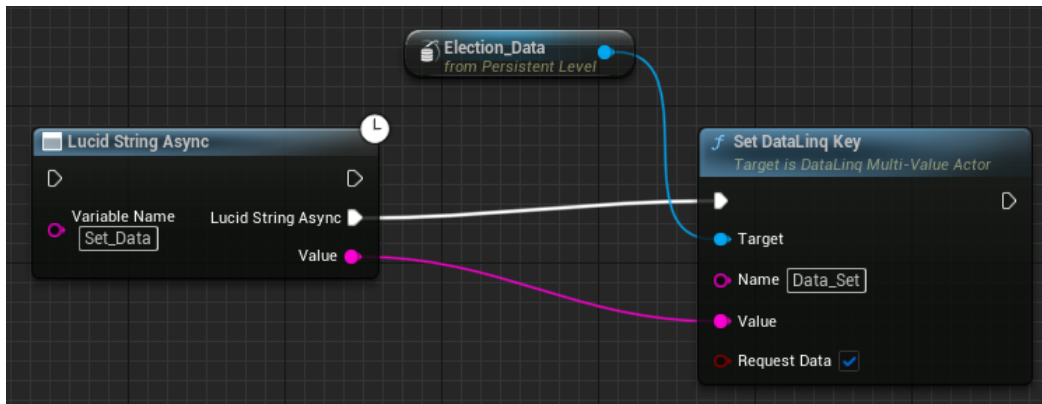 Election_Data
from Persistent Level
Lucid String Async
Variable Name
Set_Data
Lucid String Async
Value
f Set DataLinq Key
Target is DataLinq Multi-Value Actor
Target
Name Data_Set
Value
Request Data